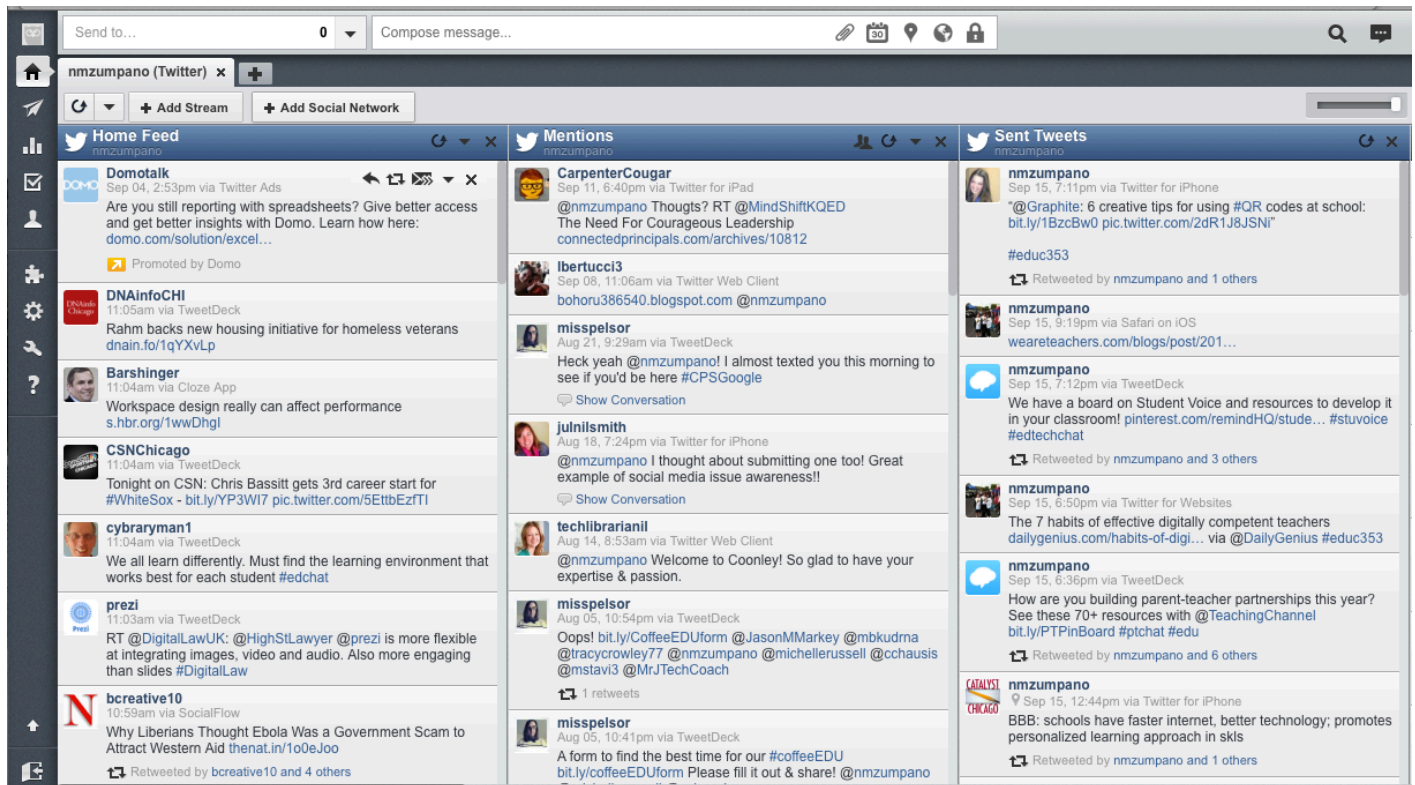 Send to...
0
Compose message...
30
nmzumpano (Twitter) x
+ Add Stream
+ Add Social Network
Home Feed
nmzumpano
Domotalk
Sep 04, 2:53pm via Twitter Ads
Are you still reporting with spreadsheets? Give better access
and get better insights with Domo. Learn how here:
domo.com/solution/excel…
Promoted by Domo
DOMO
DNAinfoCHI
11:05am via TweetDeck
Rahm backs new housing initiative for homeless veterans
dnain.fo/1qYXvLp
DNAinfo
Chicago
Barshinger
11:04am via Cloze App
Workspace design really can affect performance
s.hbr.org/1wwDhgI
CSNChicago
11:04am via TweetDeck
Tonight on CSN: Chris Bassitt gets 3rd career start for
#WhiteSox - bit.ly/YP3WI7 pic.twitter.com/5EttbEzfTI
cybraryman1
11:04am via TweetDeck
We all learn differently. Must find the learning environment that
works best for each student #edchat
prezi
11:03am via TweetDeck
RT @DigitalLawUK: @HighStLawyer @prezi is more flexible
at integrating images, video and audio. Also more engaging
than slides #DigitalLaw
Prezi
bcreative10
10:59am via SocialFlow
Why Liberians Thought Ebola Was a Government Scam to
Attract Western Aid thenat.in/1o0eJoo
Retweeted by bcreative10 and 4 others
N
Mentions
nmzumpano
CarpenterCougar
Sep 11, 6:40pm via Twitter for iPad
@nmzumpano Thougts? RT @MindShiftKQED
The Need For Courageous Leadership
connectedprincipals.com/archives/10812
lbertucci3
Sep 08, 11:06am via Twitter Web Client
bohoru386540.blogspot.com @nmzumpano
misspelsor
Aug 21, 9:29am via TweetDeck
Heck yeah @nmzumpano! I almost texted you this morning to
see if you'd be here #CPSGoogle
Show Conversation
julnilsmith
Aug 18, 7:24pm via Twitter for iPhone
@nmzumpano I thought about submitting one too! Great
example of social media issue awareness!!
Show Conversation
techlibrarianil
Aug 14, 8:53am via Twitter Web Client
@nmzumpano Welcome to Coonley! So glad to have your
expertise & passion.
misspelsor
Aug 05, 10:54pm via TweetDeck
Oops! bit.ly/CoffeeEDUform @JasonMMarkey @mbkudrna
@tracycrowley77 @nmzumpano @michellerussell @cchausis
@mstavi3 @MrJTechCoach
1 retweets
misspelsor
Aug 05, 10:41pm via TweetDeck
A form to find the best time for our #coffeeEDU
bit.ly/coffeeEDUform Please fill it out & share! @nmzumpano
Sent Tweets
nmzumpano
nmzumpano
Sep 15, 7:11pm via Twitter for iPhone
"@Graphite: 6 creative tips for using #QR codes at school:
bit.ly/1BzcBw0 pic.twitter.com/2dR1J8JSNi"
#educ353
Retweeted by nmzumpano and 1 others
nmzumpano
Sep 15, 9:19pm via Safari on iOS
weareteachers.com/blogs/post/201…
nmzumpano
Sep 15, 7:12pm via TweetDeck
We have a board on Student Voice and resources to develop it
in your classroom! pinterest.com/remindHQ/stude… #stuvoice
#edtechchat
Retweeted by nmzumpano and 3 others
nmzumpano
Sep 15, 6:50pm via Twitter for Websites
The 7 habits of effective digitally competent teachers
dailygenius.com/habits-of-digi… via @DailyGenius #educ353
nmzumpano
Sep 15, 6:36pm via TweetDeck
How are you building parent-teacher partnerships this year?
See these 70+ resources with @TeachingChannel
bit.ly/PTPinBoard #ptchat #edu
Retweeted by nmzumpano and 6 others
CATALYST
CHICAGO
nmzumpano
Sep 15, 12:44pm via Twitter for iPhone
BBB: schools have faster internet, better technology; promotes
personalized learning approach in skls
Retweeted by nmzumpano and 1 others